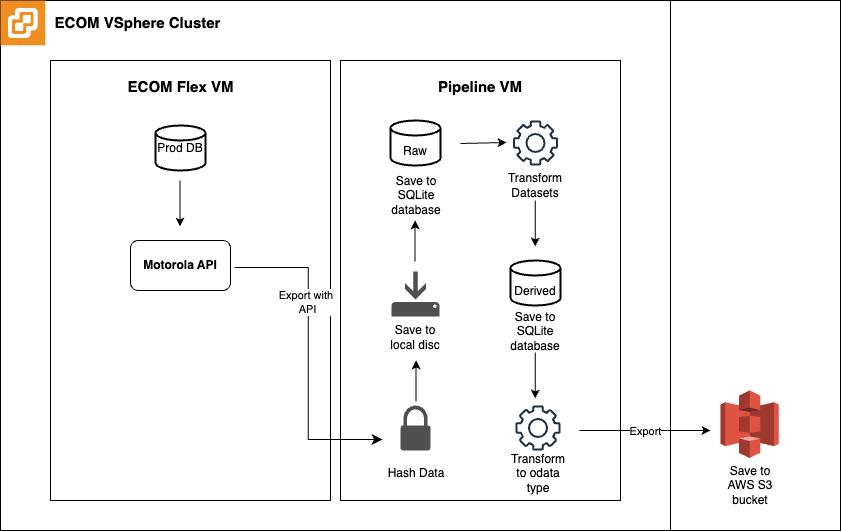 ECOM VSphere Cluster
ECOM Flex VM
Prod DB
Motorola API
Export with
API
Pipeline VM
Raw
Save to
SQLite
database
Transform
Datasets
Save to
local disc
Hash Data
Derived
Save to
SQLite
database
Transform
to odata
type
Export
Save to
AWS S3
bucket